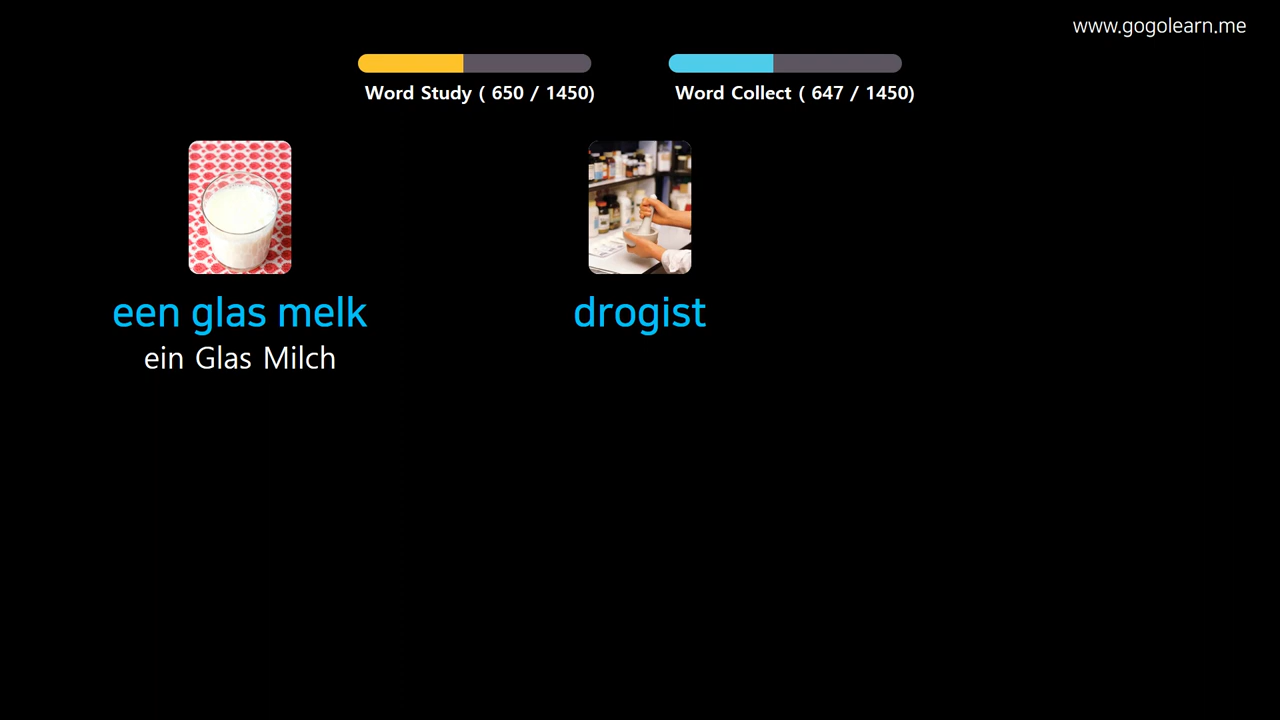 www.gogolearn.me
Word Study ( 650 / 1450)
Word Collect ( 647 / 1450)
een glas melk
drogist
ein Glas Milch